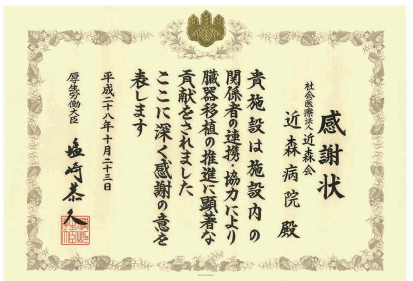 感謝状
社会医療法人近森会
近森病院 殿
貴施設は施設内の
関係者の連携・協力により
臓器移植の推進に顕著な
貢献をされました
ここに深く感謝の意を
表します
平成二十八年十月二十三日
厚生労働大臣 塩崎恭久